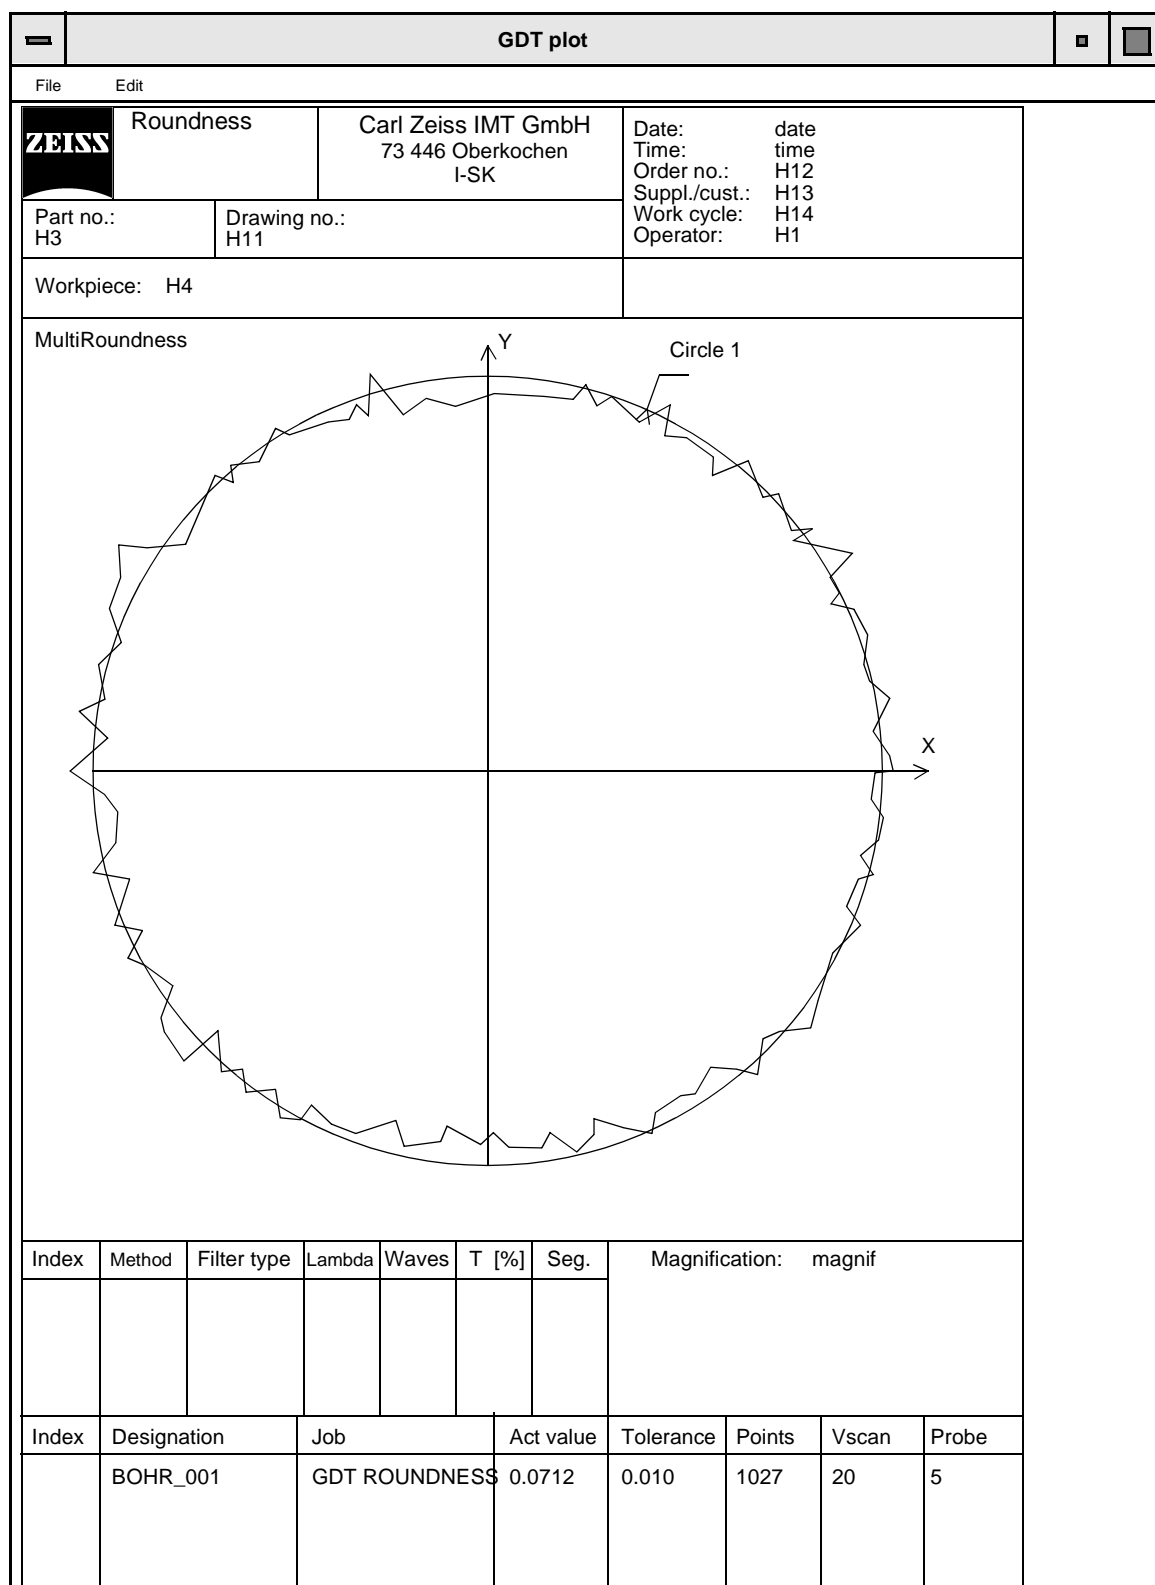 GDT plot
File Edit
ZEISS
Roundness
Carl Zeiss IMT GmbH
73 446 Oberkochen
I-SK
Date: date
Time: time
Order no.: H12
Suppl./cust.: H13
Work cycle: H14
Operator: H1
Part no.:
H3
Drawing no.:
H11
Workpiece: H4
MultiRoundness
Y
Circle 1
X
Index Method Filter type Lambda Waves T [%] Seg. Magnification: magnif
Index Designation Job Act value Tolerance Points Vscan Probe
BOHR_001 GDT ROUNDNESS 0.0712 0.010 1027 20 5